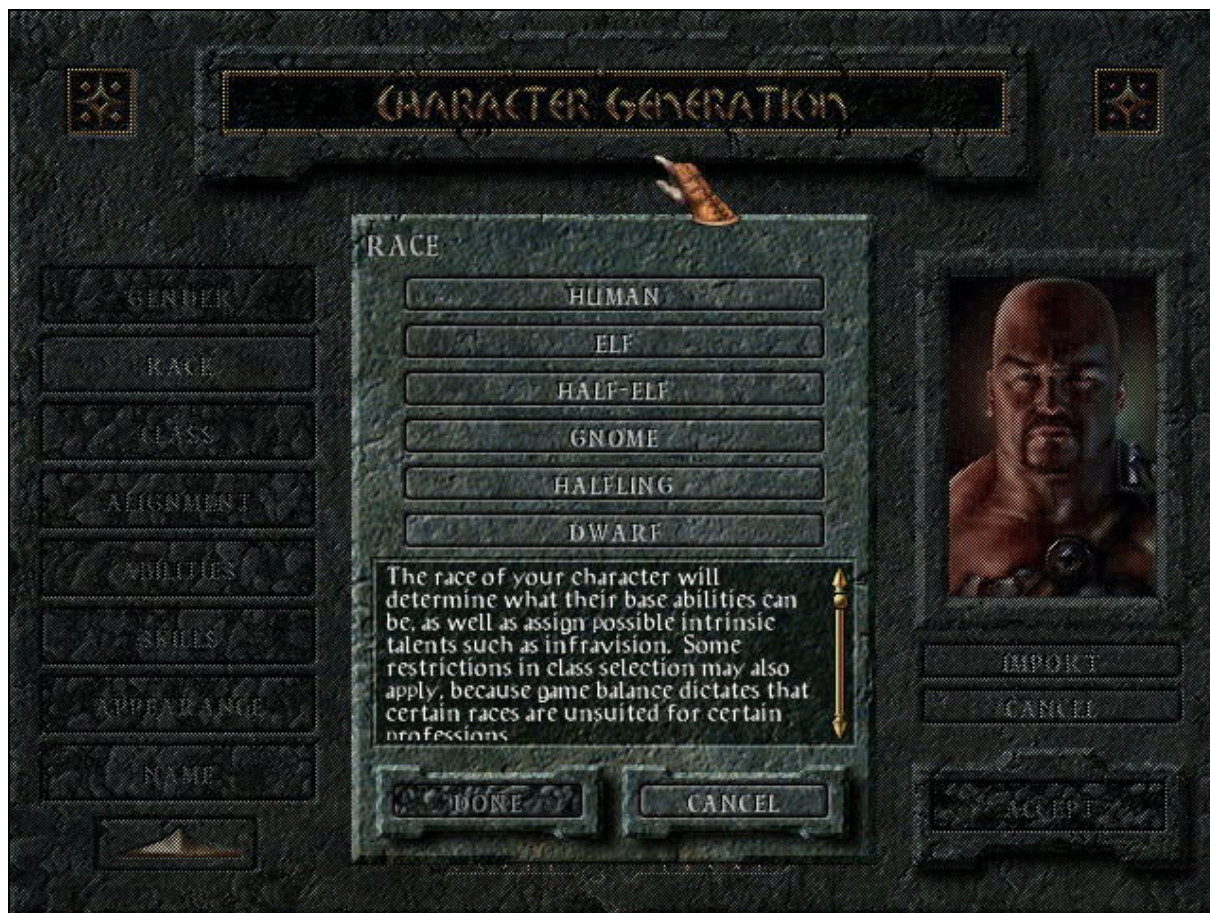 CHARACTER GENERATION
RACE
HUMAN
ELF
HALF-ELF
GNOME
HALFLING
DWARF
The race of your character will
determine what their base abilities can
be, as well as assign possible intrinsic
talents such as infravision. Some
restrictions in class selection may also
apply, because game balance dictates that
certain races are unsuited for certain
professions
DONE
CANCEL
GENDER
RACE
CLASS
ALIGNMENT
ABILITIES
SKILLS
APPEARANCE
NAME
IMPORT
CANCEL
ACCEPT